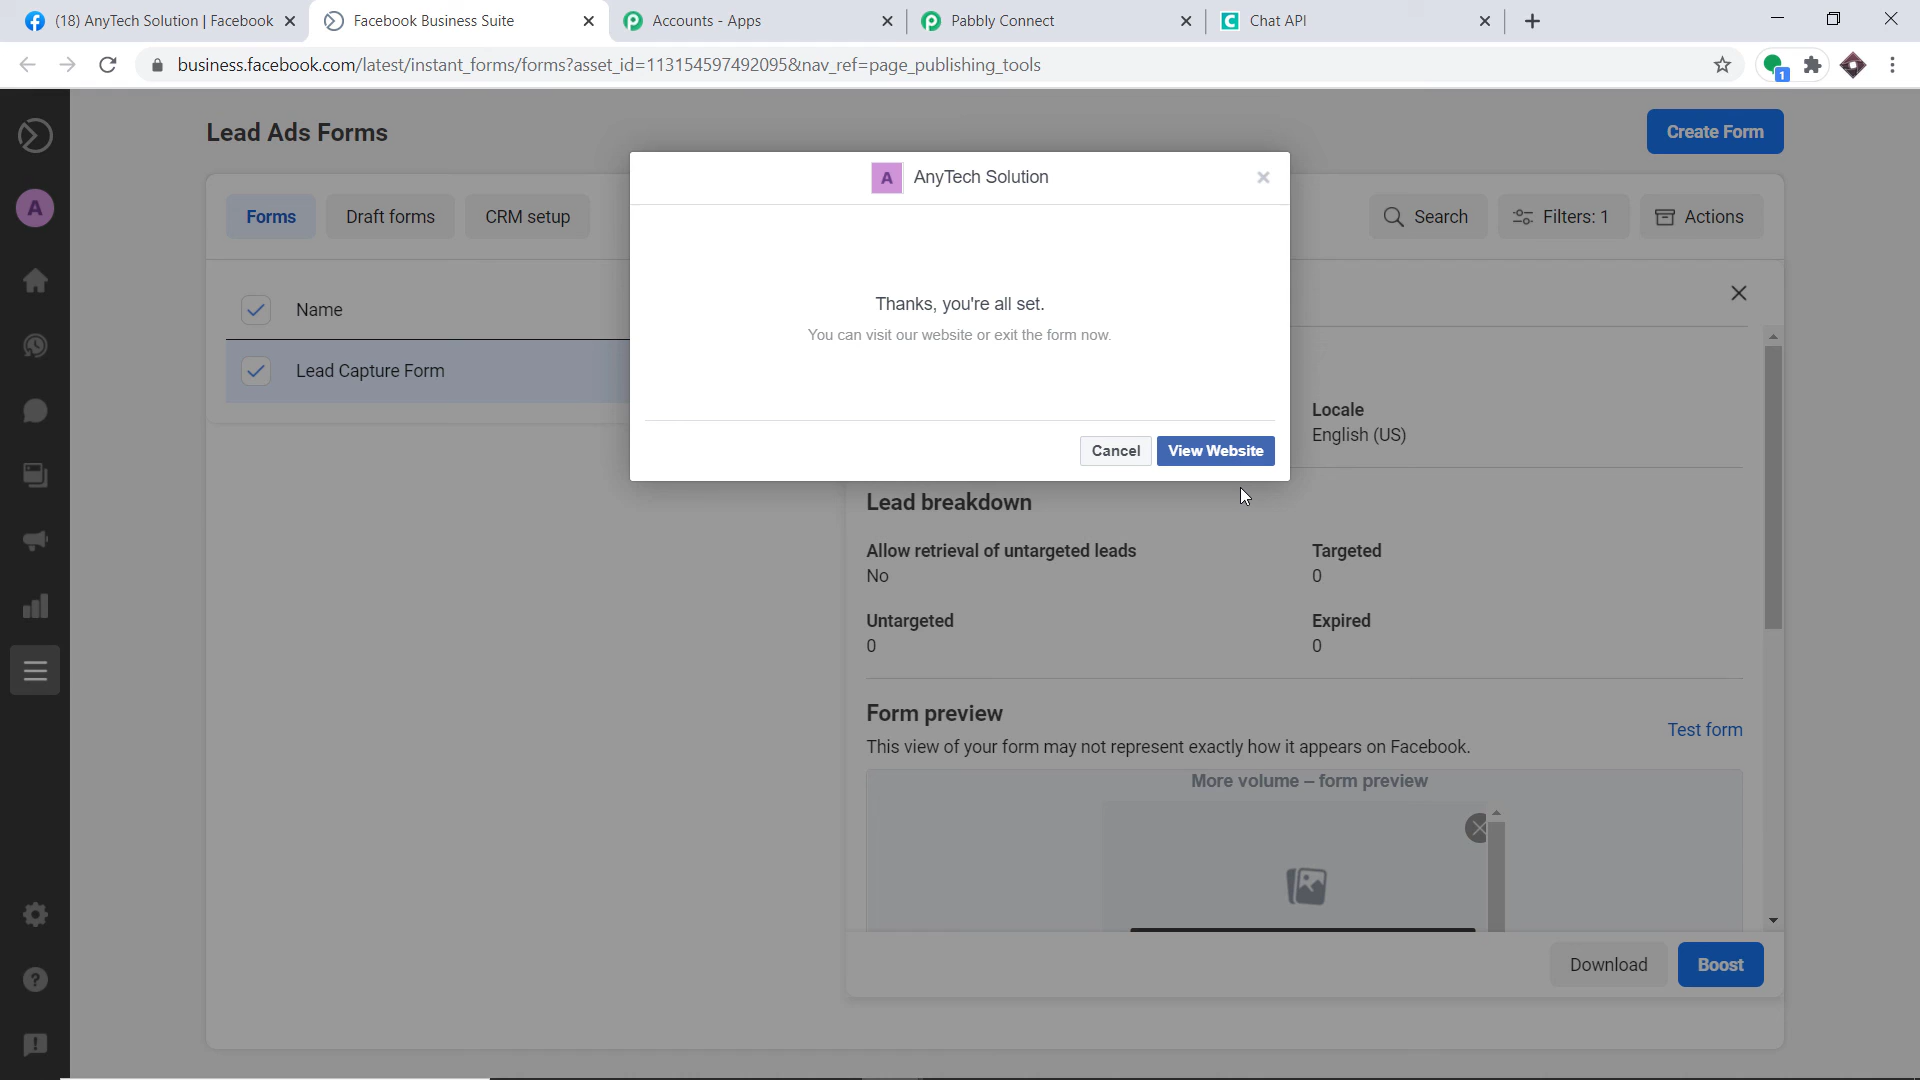 (18) AnyTech Solution | Facebook
Facebook Business Suite
Accounts - Apps
Pabbly Connect
Chat API
business.facebook.com/latest/instant_forms/forms?asset_id=113154597492095&nav_ref=page_publishing_tools
1
Lead Ads Forms
Create Form
A
A AnyTech Solution
Forms
Draft forms
CRM setup
Search
Filters: 1
Actions
Name
Thanks, you're all set.
You can visit our website or exit the form now.
Lead Capture Form
Locale
English (US)
Cancel
View Website
Lead breakdown
Allow retrieval of untargeted leads
No
Targeted
0
Untargeted
0
Expired
0
Form preview
Test form
This view of your form may not represent exactly how it appears on Facebook.
More volume – form preview
Download
Boost